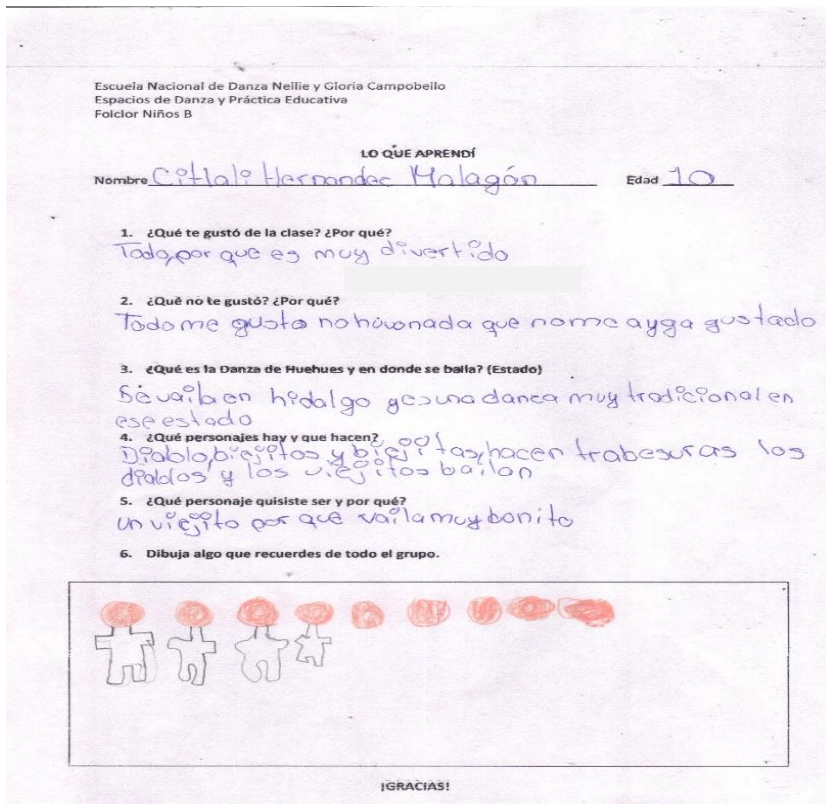 Escuela Nacional de Danza Nellie y Gloria Campobello
Espacios de Danza y Práctica Educativa
Folclor Niños B
LO QUE APRENDÍ
Nombre Citlali Hernandez Malagón Edad 10
1. ¿Qué te gustó de la clase? ¿Por qué?
Todo, por que es muy divertido
2. ¿Qué no te gustó? ¿Por qué?
Todo me gusto no huvo nada que no me ayga gustado
3. ¿Qué es la Danza de Huehues y en donde se baila? (Estado)
Se vaila en hidalgo y es una danca muy tradicional en
ese estado
4. ¿Qué personajes hay y que hacen?
Diablo, biejitos y biejitas, hacen trabesuras los
diablos y los viejitos bailan
5. ¿Qué personaje quisiste ser y por qué?
un viejito por que vaila muy bonito
6. Dibuja algo que recuerdes de todo el grupo.
¡GRACIAS!